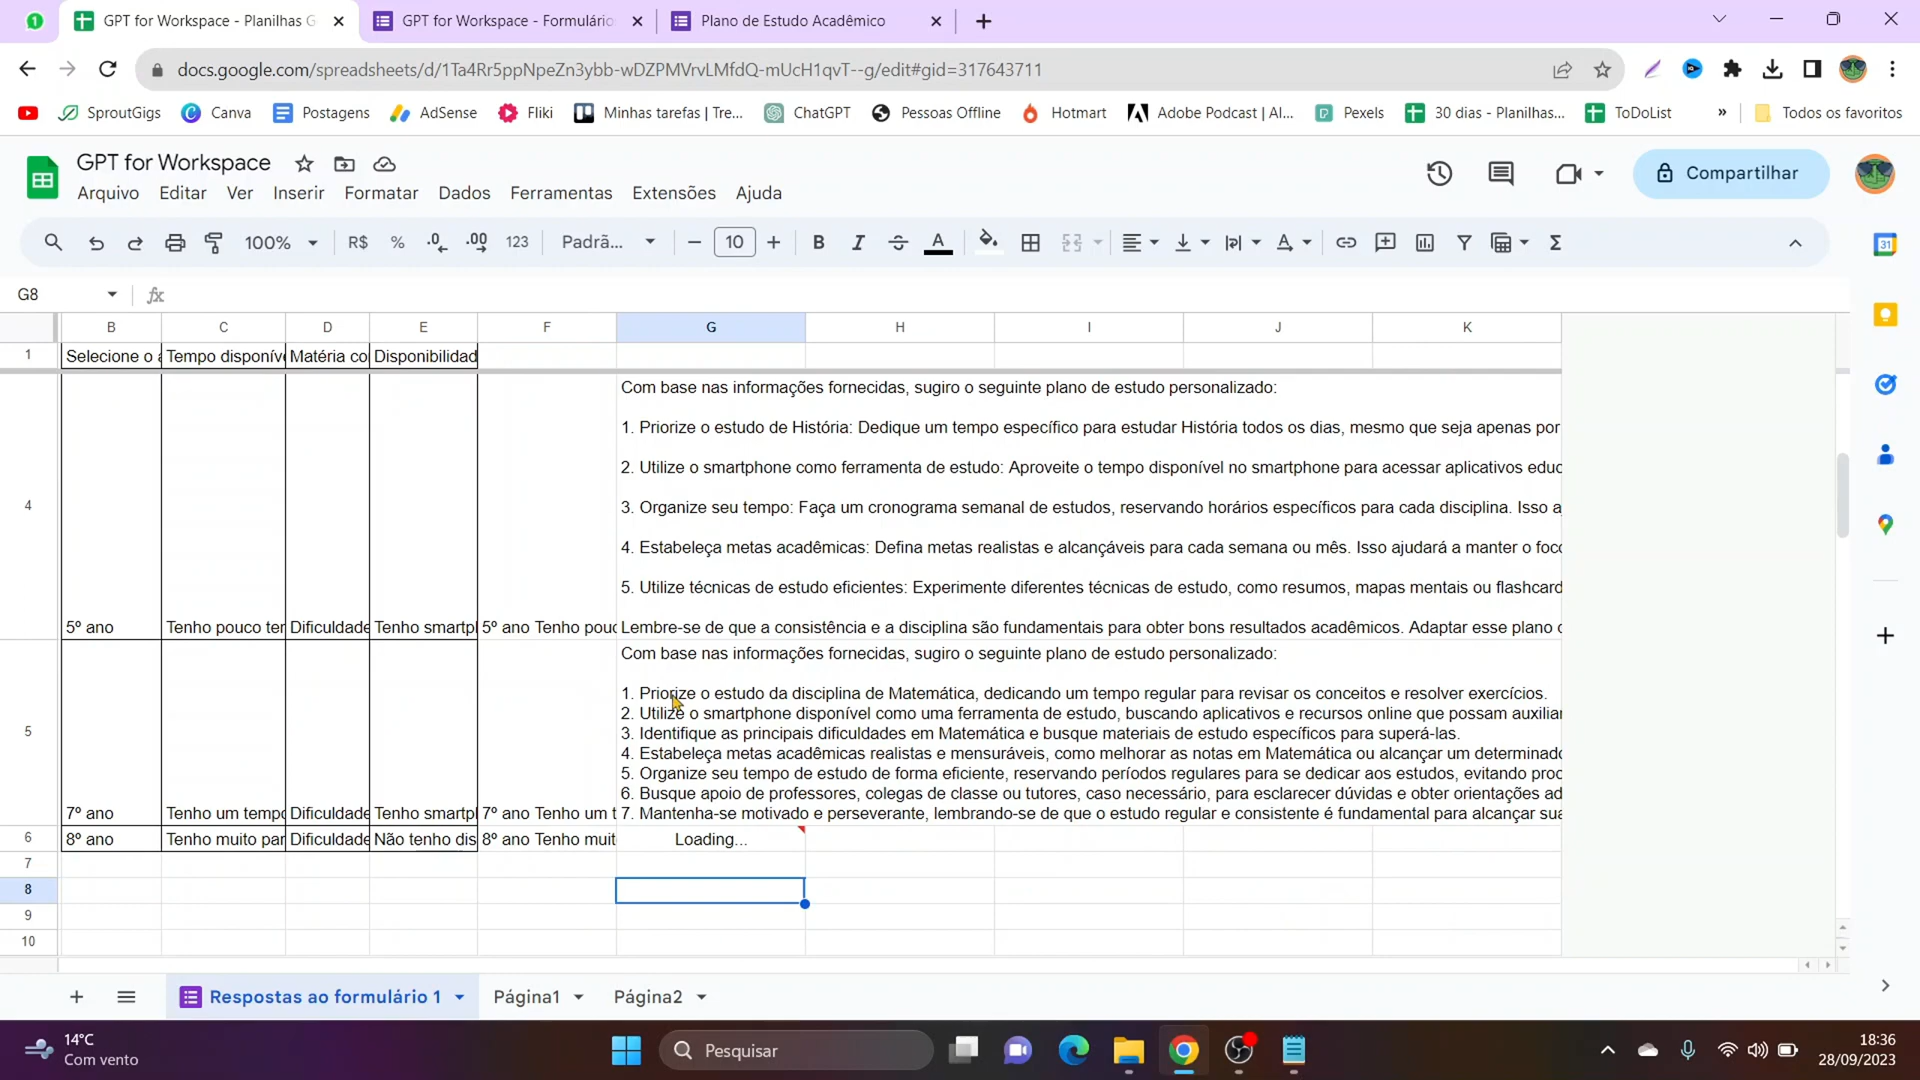 GPT for Workspace - Planilhas G
GPT for Workspace - Formulário
Plano de Estudo Acadêmico
docs.google.com/spreadsheets/d/1Ta4Rr5ppNpeZn3ybb-wDZPMVrvLMfdQ-mUcH1qvT--g/edit#gid=317643711
SproutGigs
Canva
Postagens
AdSense
Fliki
Minhas tarefas | Tre...
ChatGPT
Pessoas Offline
Hotmart
Adobe Podcast | AI...
Pexels
30 dias - Planilhas...
ToDoList
»
Todos os favoritos
GPT for Workspace
Arquivo Editar Ver Inserir Formatar Dados Ferramentas Extensões Ajuda
Compartilhar
100% R$ % .0 .00 123 Padrã... 10 B I A
31
G8
fx
B C D E F G H I J K
1 Selecione o a Tempo disponív Matéria co Disponibilidad
Com base nas informações fornecidas, sugiro o seguinte plano de estudo personalizado:
1. Priorize o estudo de História: Dedique um tempo específico para estudar História todos os dias, mesmo que seja apenas por
2. Utilize o smartphone como ferramenta de estudo: Aproveite o tempo disponível no smartphone para acessar aplicativos educ
4
3. Organize seu tempo: Faça um cronograma semanal de estudos, reservando horários específicos para cada disciplina. Isso a
4. Estabeleça metas acadêmicas: Defina metas realistas e alcançáveis para cada semana ou mês. Isso ajudará a manter o foc
5. Utilize técnicas de estudo eficientes: Experimente diferentes técnicas de estudo, como resumos, mapas mentais ou flashcard
5º ano Tenho pouco ter Dificuldade Tenho smartp 5º ano Tenho pouc Lembre-se de que a consistência e a disciplina são fundamentais para obter bons resultados acadêmicos. Adaptar esse plano
Com base nas informações fornecidas, sugiro o seguinte plano de estudo personalizado:
1. Priorize o estudo da disciplina de Matemática, dedicando um tempo regular para revisar os conceitos e resolver exercícios.
2. Utilize o smartphone disponível como uma ferramenta de estudo, buscando aplicativos e recursos online que possam auxiliar
5
3. Identifique as principais dificuldades em Matemática e busque materiais de estudo específicos para superá-las.
4. Estabeleça metas acadêmicas realistas e mensuráveis, como melhorar as notas em Matemática ou alcançar um determinado
5. Organize seu tempo de estudo de forma eficiente, reservando períodos regulares para se dedicar aos estudos, evitando proc
6. Busque apoio de professores, colegas de classe ou tutores, caso necessário, para esclarecer dúvidas e obter orientações ad
7º ano Tenho um tempo Dificuldade Tenho smartp 7º ano Tenho um t 7. Mantenha-se motivado e perseverante, lembrando-se de que o estudo regular e consistente é fundamental para alcançar sua
6 8º ano Tenho muito par Dificuldade Não tenho dis 8º ano Tenho muit Loading...
7
8
9
10
Respostas ao formulário 1
Página1
Página2
14°C
Com vento
Pesquisar
18:36
28/09/2023